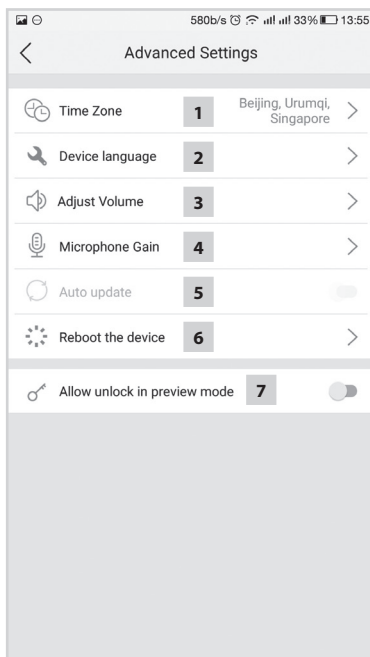 580b/s 33% 13:55
Advanced Settings
Time Zone 1 Beijing, Urumqi,
Singapore
Device language 2
Adjust Volume 3
Microphone Gain 4
Auto update 5
Reboot the device 6
Allow unlock in preview mode 7